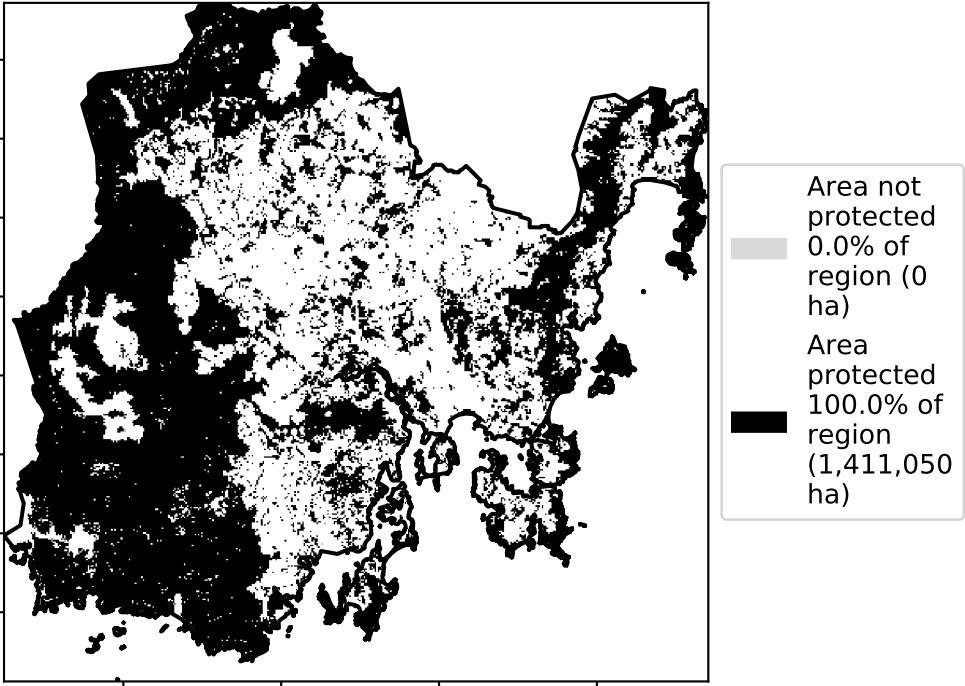 Area not
protected
0.0% of
region (0
ha)
Area
protected
100.0% of
region
(1,411,050
ha)